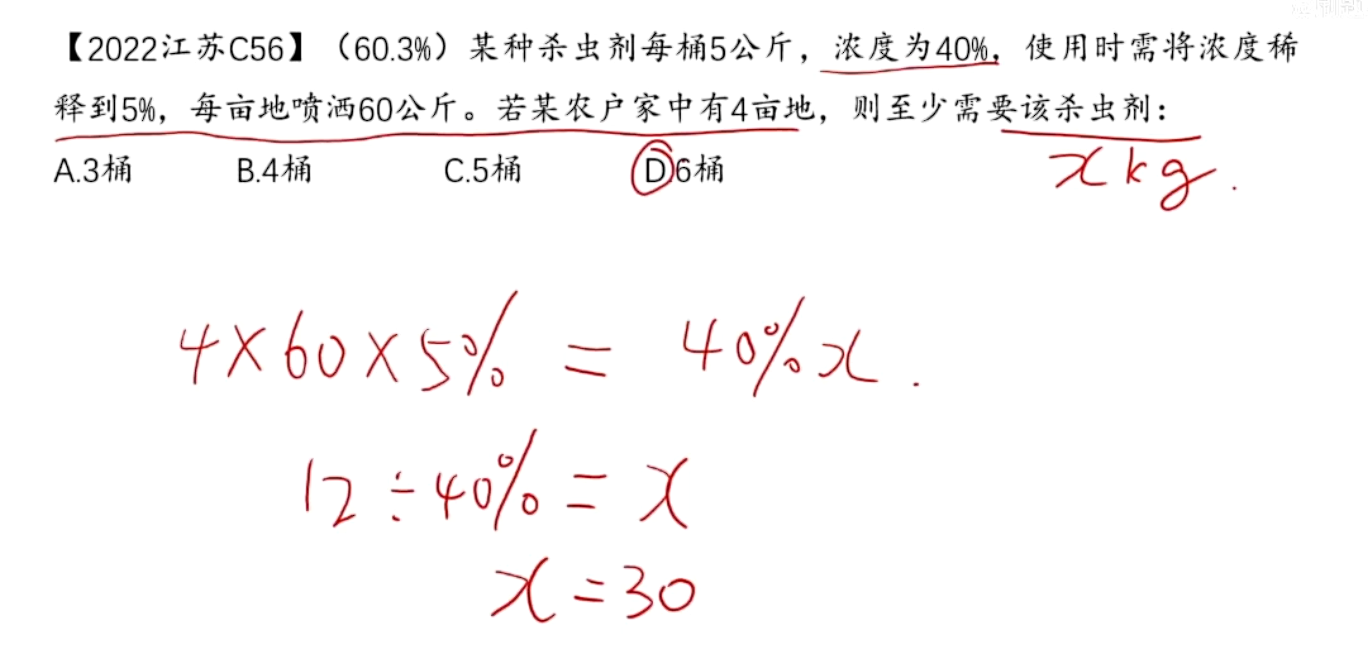 【2022江苏C56】（60.3%）某种杀虫剂每桶5公斤，浓度为40%，使用时需将浓度稀
释到5%，每亩地喷洒60公斤。若某农户家中有4亩地，则至少需要该杀虫剂：
A.3桶 B.4桶 C.5桶 D.6桶
x kg.
4×60×5% = 40%x.
12÷40% = x
x=30